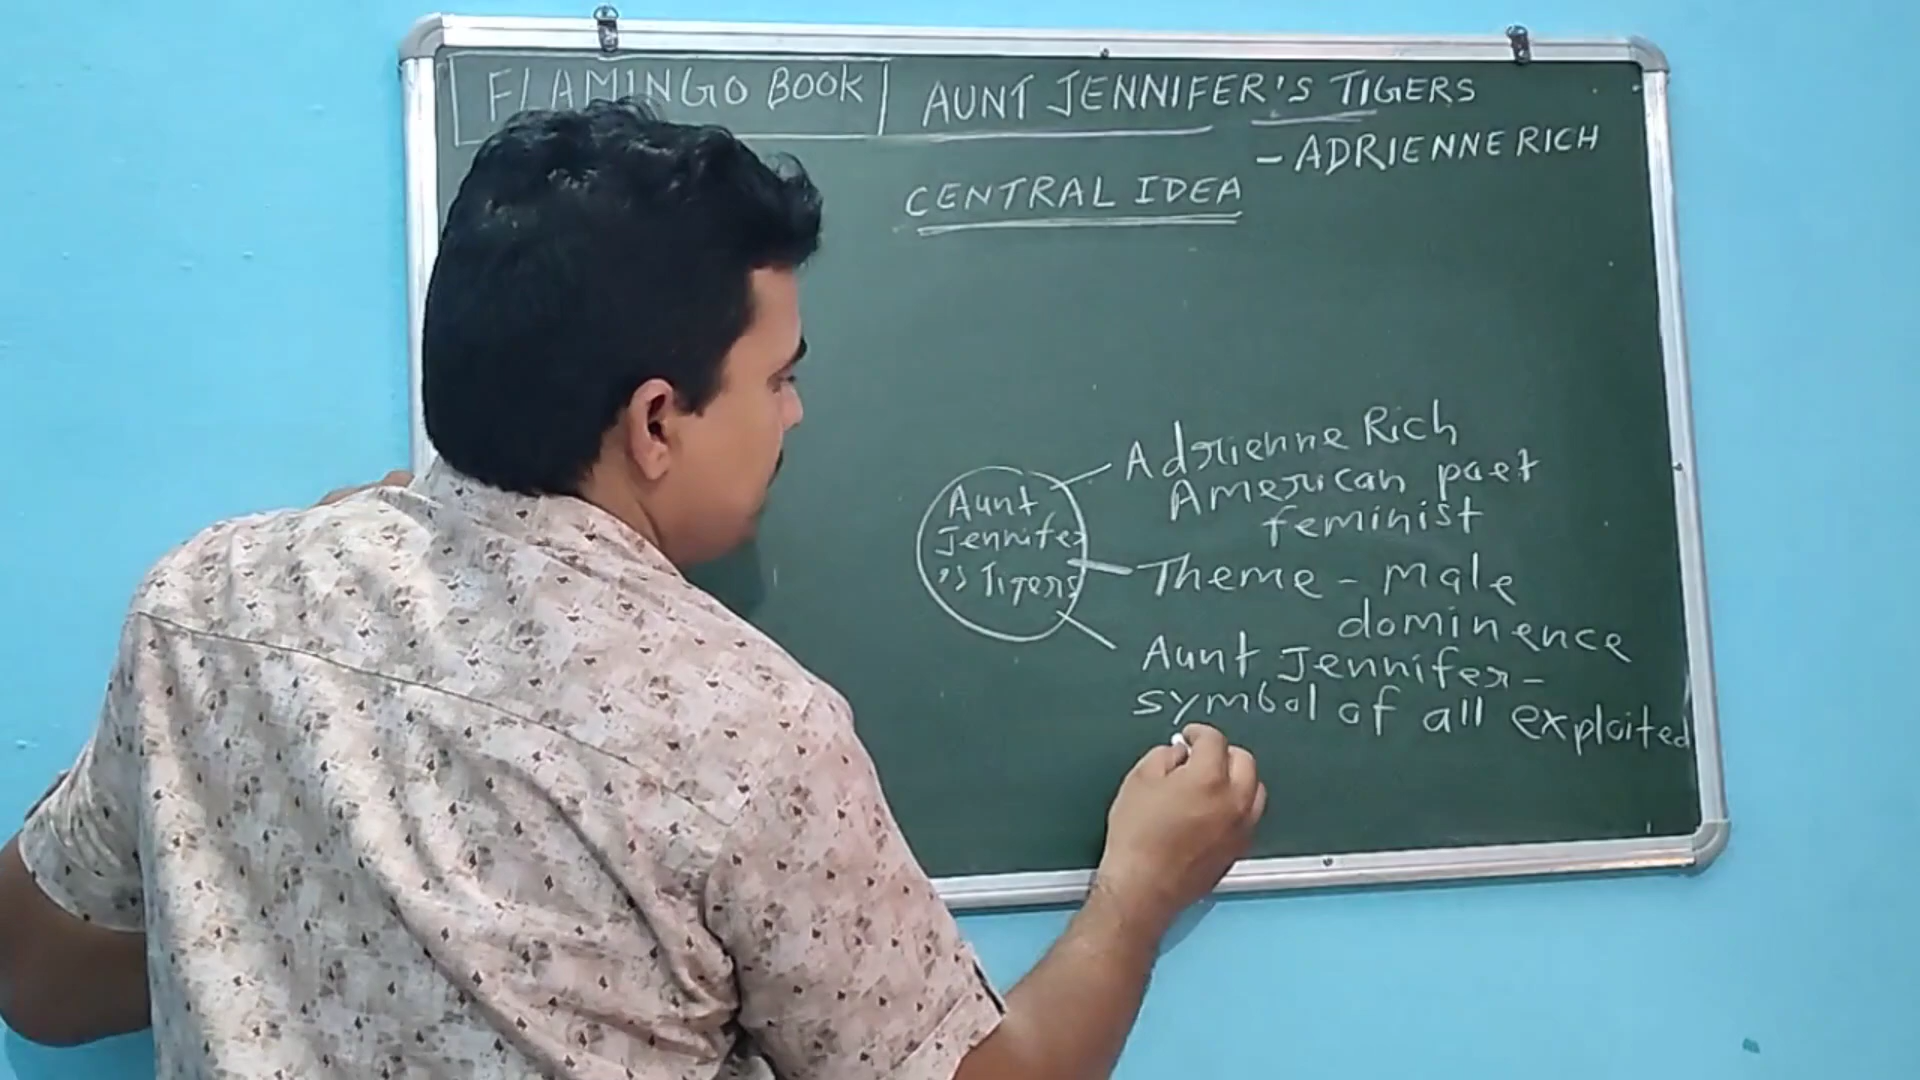 FLAMINGO BOOK
AUNT JENNIFER'S TIGERS
- ADRIENNE RICH
CENTRAL IDEA
Aunt
Jennifer
's Tigers
Adrienne Rich
American poet
feminist
Theme - Male
dominence
Aunt Jennifer -
symbol of all exploited